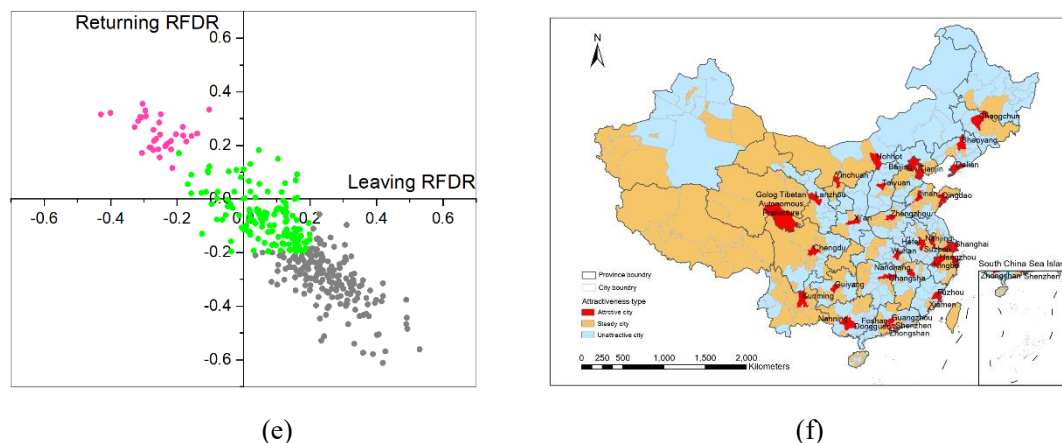 Returning RFDR
0.6
0.4
0.2
Leaving RFDR
0.0
-0.6
-0.4
-0.2
0.2
0.4
0.6
-0.2
-0.4
-0.6
(e)
N
Changchun
Shenyang
Hohhot
Beijing
Tianjin
Dalian
Yinchuan
Taiyuan
Golog Tibetan
Autonomous
Prefecture
Lanzhou
Jinan
Qingdao
Xi'an
Zhengzhou
Chengdu
Hefei
Nanjing
Shanghai
Suzhou
Wuhan
Hangzhou
Ningbo
Nanchang
Changsha
Guiyang
Fuzhou
Kunming
Xiamen
Nanning
Foshan
Guangzhou
Dongguan
Shenzhen
Zhongshan
South China Sea Islan
Zhongshan Shenzhen
Province boundry
City boundry
Attractiveness type
Attrctive city
Steady city
Unattractive city
0 250 500 1,000 1,500 2,000
Kilometers
(f)